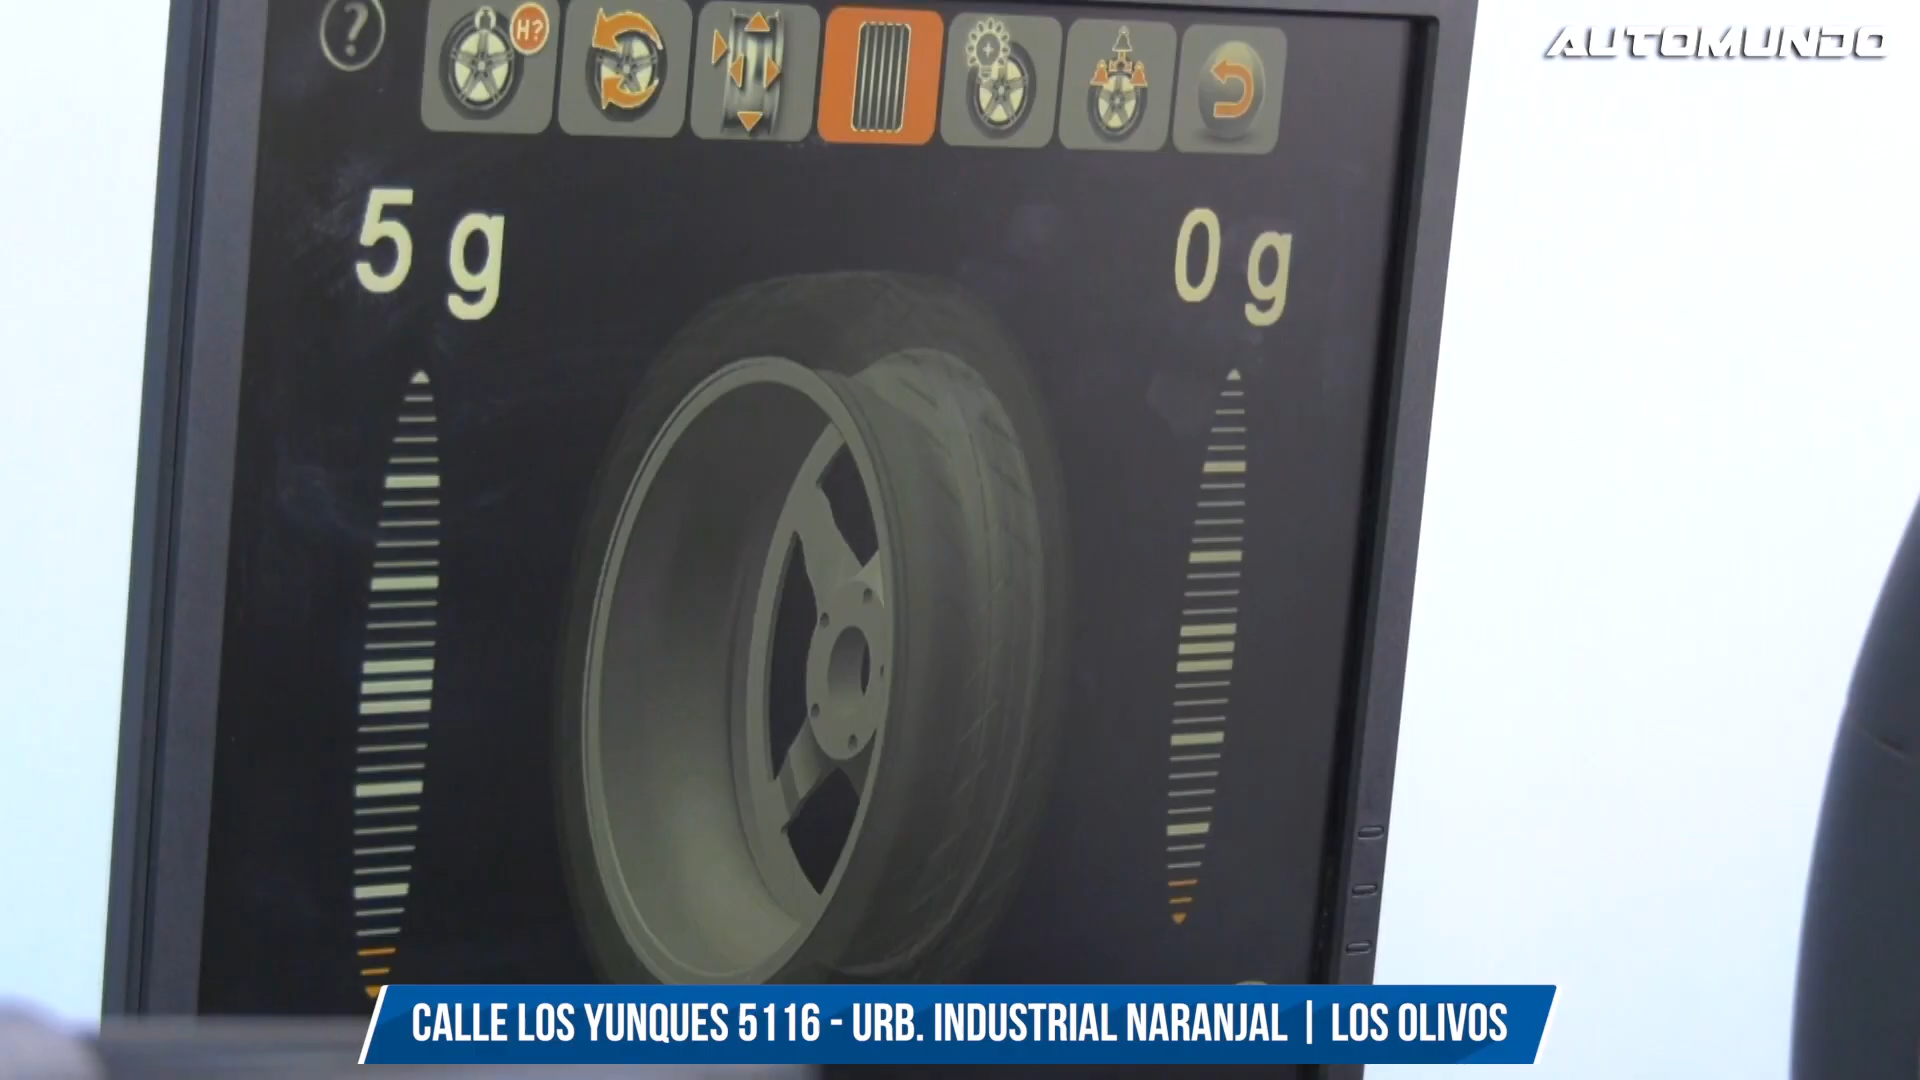 ?
H?
AUTOMUNDO
5 g
0 g
CALLE LOS YUNQUES 5116 - URB. INDUSTRIAL NARANJAL | LOS OLIVOS